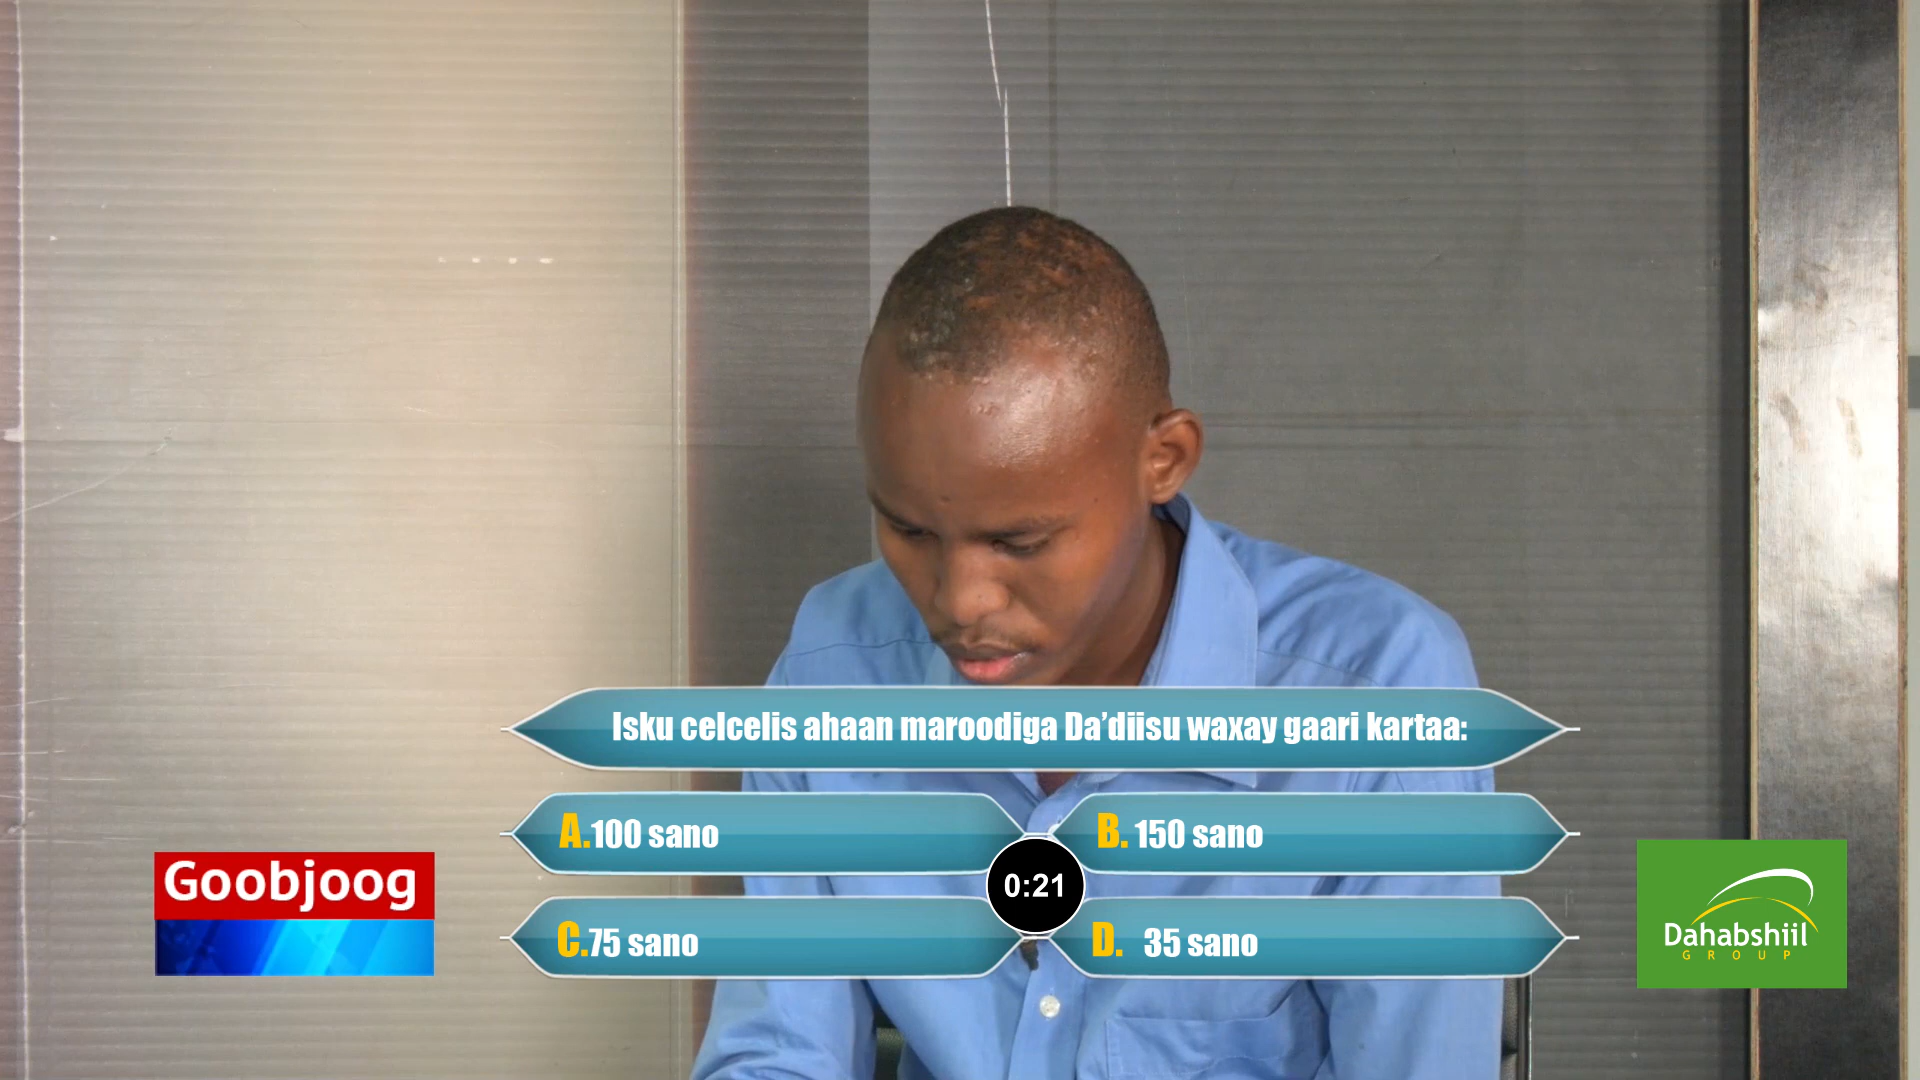 Isku celcelis ahaan maroodiga Da’diisu waxay gaari kartaa:
A.100 sano
B. 150 sano
0:21
C.75 sano
D. 35 sano
Goobjoog
Dahabshiil
GROUP